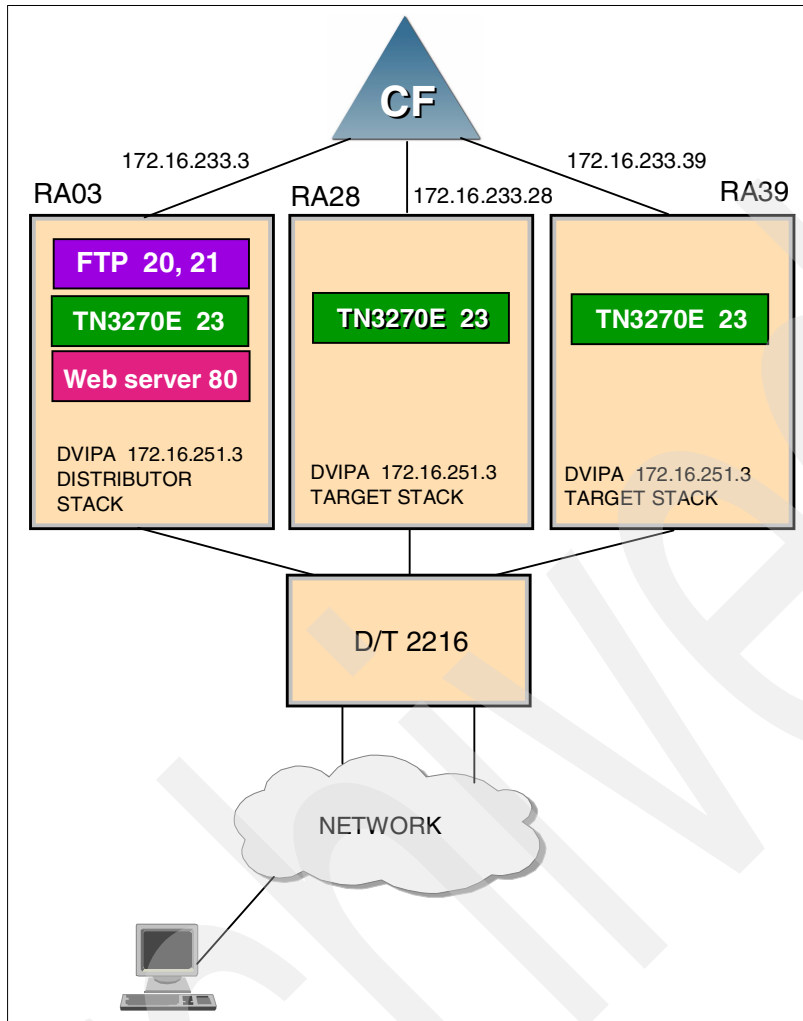 CF
172.16.233.3
172.16.233.28
172.16.233.39
RA03
RA28
RA39
FTP 20, 21
TN3270E 23
Web server 80
DVIPA 172.16.251.3
DISTRIBUTOR
STACK
TN3270E 23
DVIPA 172.16.251.3
TARGET STACK
TN3270E 23
DVIPA 172.16.251.3
TARGET STACK
D/T 2216
NETWORK